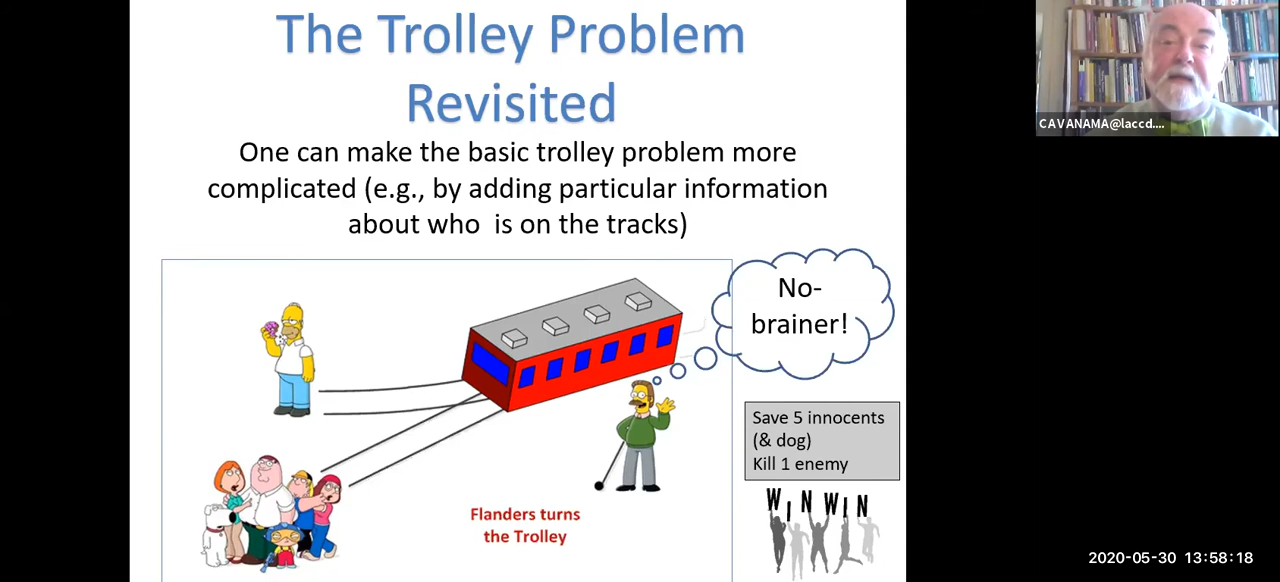 The Trolley Problem
Revisited
One can make the basic trolley problem more
complicated (e.g., by adding particular information
about who is on the tracks)
No-
brainer!
Save 5 innocents
(& dog)
Kill 1 enemy
WIN WIN
Flanders turns
the Trolley
CAVANAMA@laccd....
2020-05-30 13:58:18